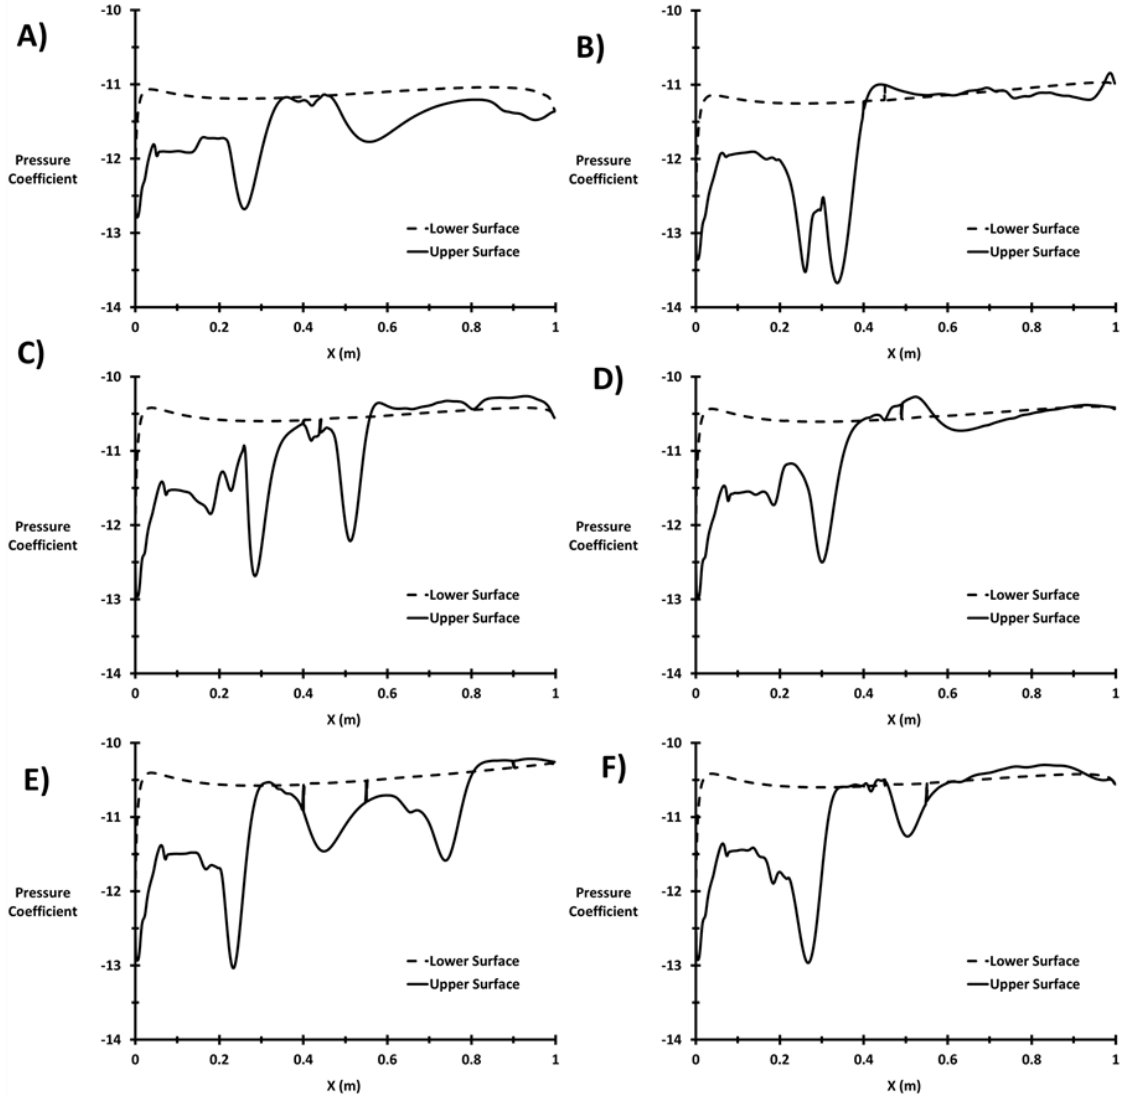 A)
-10
-11
-12
-13
-14
Pressure
Coefficient
Lower Surface
Upper Surface
0 0.2 0.4 0.6 0.8 1
X (m)
B)
-10
-11
-12
-13
-14
Pressure
Coefficient
Lower Surface
Upper Surface
0 0.2 0.4 0.6 0.8 1
X (m)
C)
-10
-11
-12
-13
-14
Pressure
Coefficient
Lower Surface
Upper Surface
0 0.2 0.4 0.6 0.8 1
X (m)
D)
-10
-11
-12
-13
-14
Pressure
Coefficient
Lower Surface
Upper Surface
0 0.2 0.4 0.6 0.8 1
X (m)
E)
-10
-11
-12
-13
-14
Pressure
Coefficient
Lower Surface
Upper Surface
0 0.2 0.4 0.6 0.8 1
X (m)
F)
-10
-11
-12
-13
-14
Pressure
Coefficient
Lower Surface
Upper Surface
0 0.2 0.4 0.6 0.8 1
X (m)